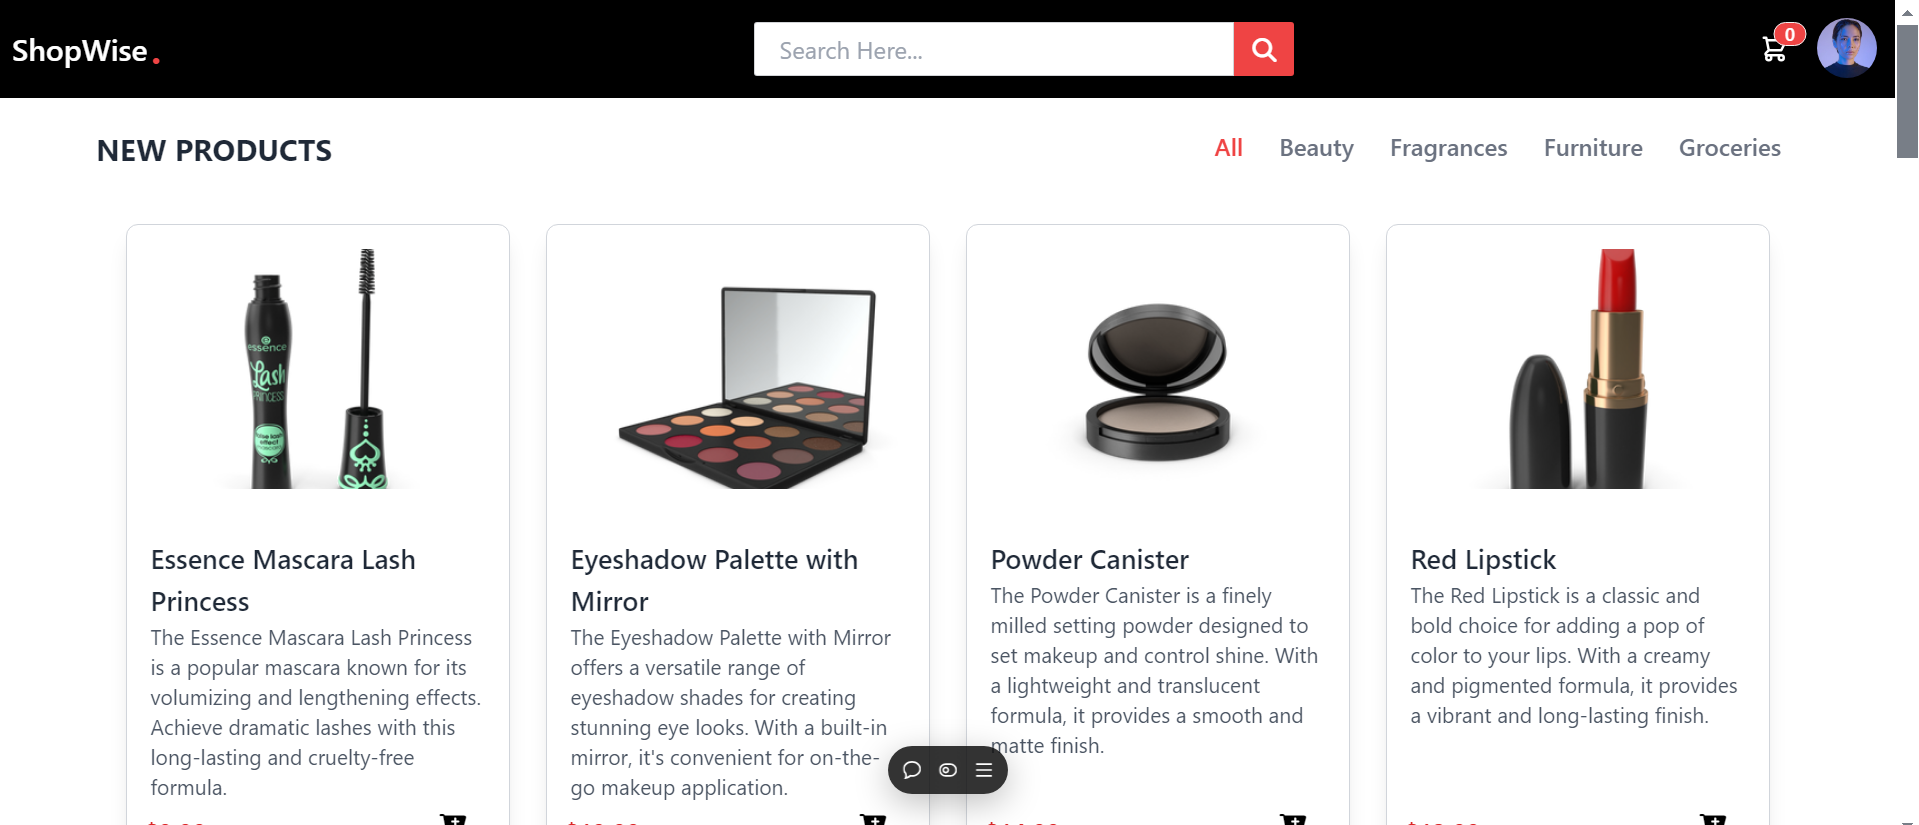 ShopWise.
Search Here...
0
NEW PRODUCTS
All Beauty Fragrances Furniture Groceries
essence
Lash
PRINCESS
false lash
effect
Essence Mascara Lash
Princess
The Essence Mascara Lash Princess
is a popular mascara known for its
volumizing and lengthening effects.
Achieve dramatic lashes with this
long-lasting and cruelty-free
formula.
Eyeshadow Palette with
Mirror
The Eyeshadow Palette with Mirror
offers a versatile range of
eyeshadow shades for creating
stunning eye looks. With a built-in
mirror, it's convenient for on-the-
go makeup application.
Powder Canister
The Powder Canister is a finely
milled setting powder designed to
set makeup and control shine. With
a lightweight and translucent
formula, it provides a smooth and
matte finish.
Red Lipstick
The Red Lipstick is a classic and
bold choice for adding a pop of
color to your lips. With a creamy
and pigmented formula, it provides
a vibrant and long-lasting finish.